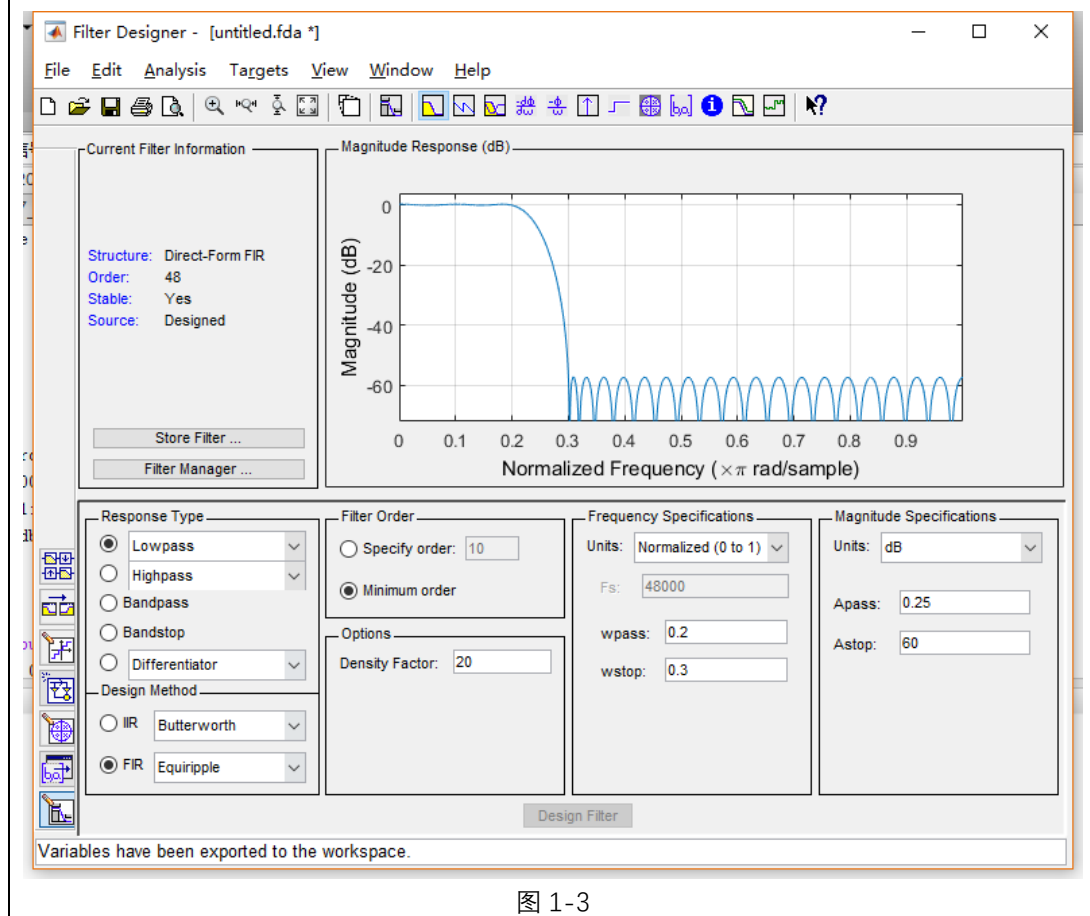 Filter Designer - [untitled.fda *]
File Edit Analysis Targets View Window Help
Current Filter Information
Structure: Direct-Form FIR
Order: 48
Stable: Yes
Source: Designed
Store Filter ...
Filter Manager ...
Magnitude Response (dB)
Magnitude (dB)
0
-20
-40
-60
0 0.1 0.2 0.3 0.4 0.5 0.6 0.7 0.8 0.9
Normalized Frequency (×π rad/sample)
Response Type
Lowpass
Highpass
Bandpass
Bandstop
Differentiator
Design Method
IIR Butterworth
FIR Equiripple
Filter Order
Specify order: 10
Minimum order
Options
Density Factor: 20
Frequency Specifications
Units: Normalized (0 to 1)
Fs: 48000
wpass: 0.2
wstop: 0.3
Magnitude Specifications
Units: dB
Apass: 0.25
Astop: 60
Design Filter
Variables have been exported to the workspace.
图 1-3